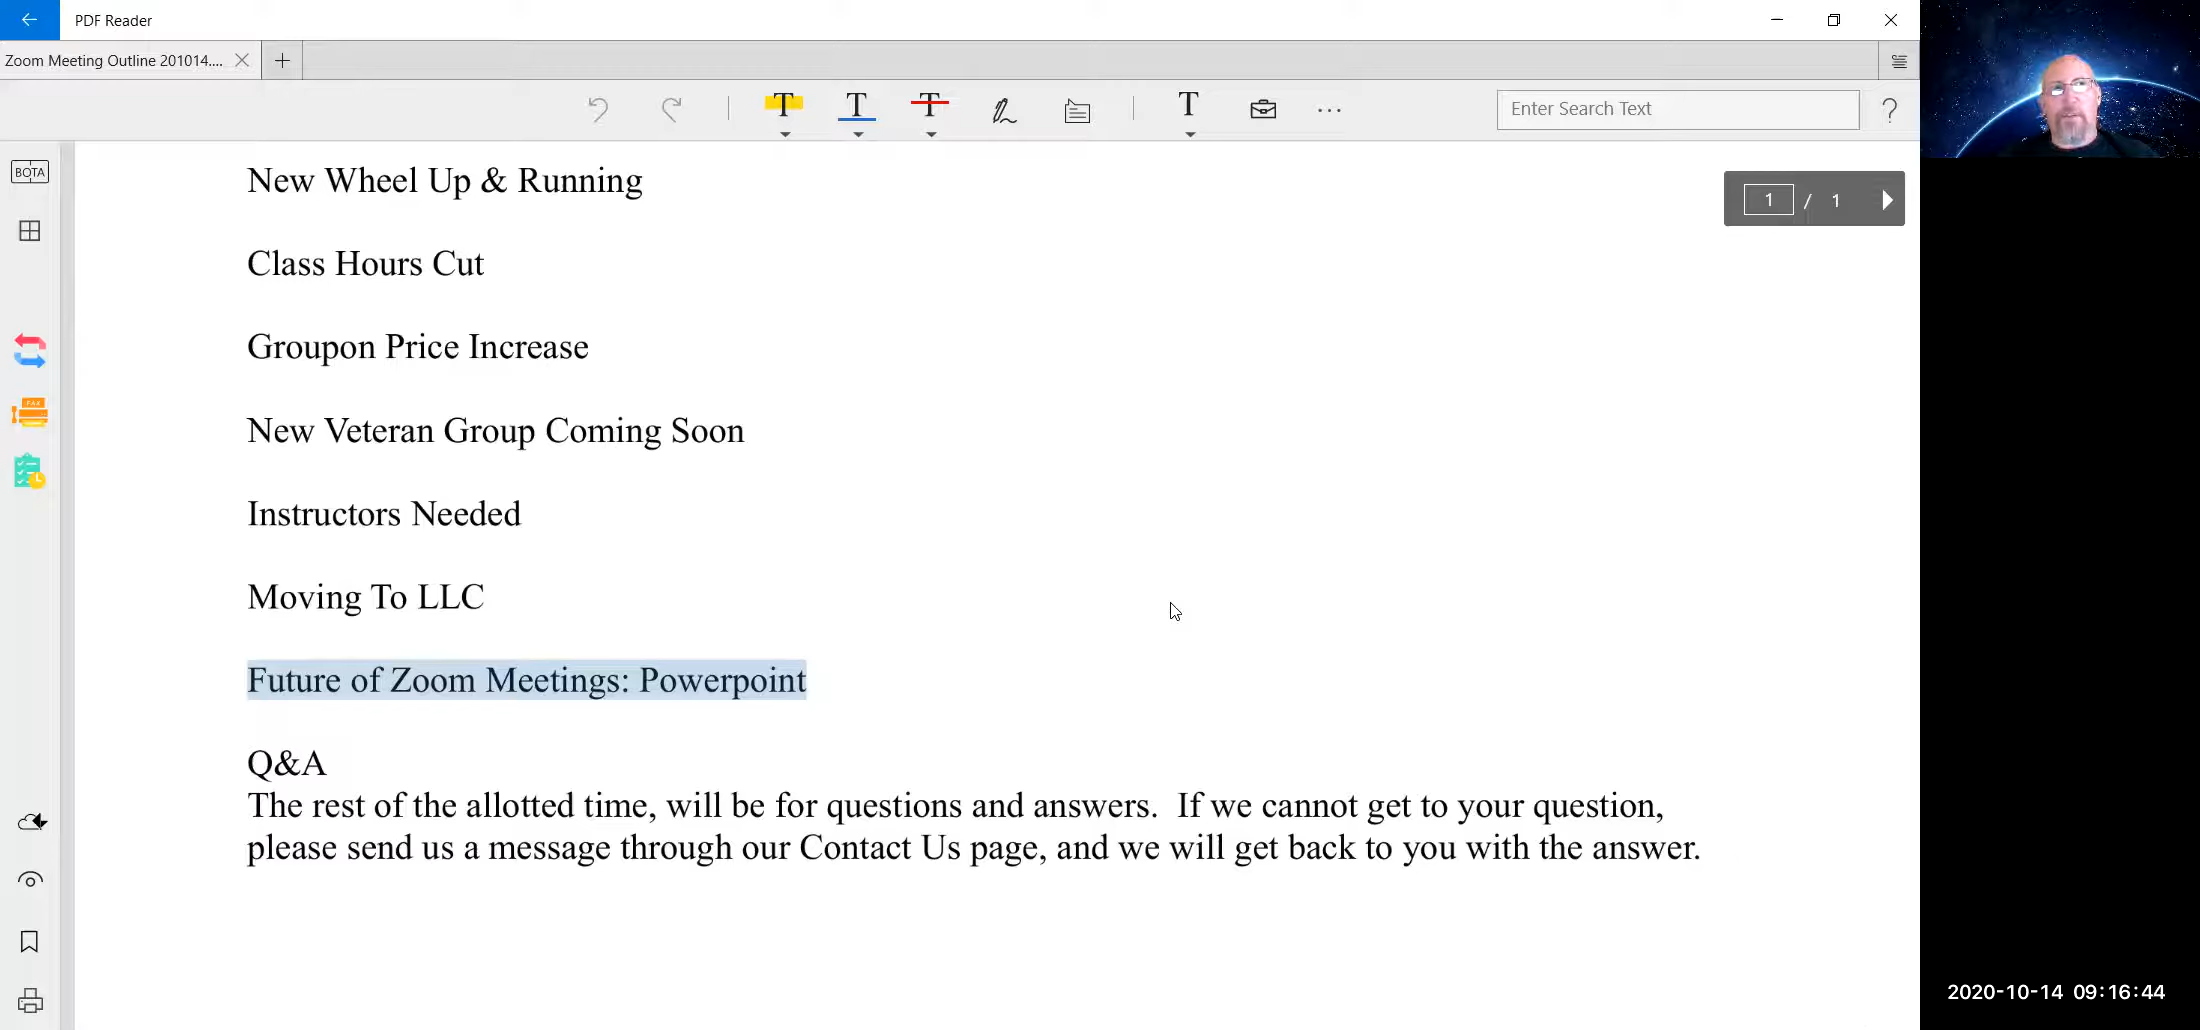 PDF Reader
Zoom Meeting Outline 201014....
Enter Search Text
?
BOTA
1 / 1
FAX
New Wheel Up & Running
Class Hours Cut
Groupon Price Increase
New Veteran Group Coming Soon
Instructors Needed
Moving To LLC
Future of Zoom Meetings: Powerpoint
Q&A
The rest of the allotted time, will be for questions and answers.  If we cannot get to your question,
please send us a message through our Contact Us page, and we will get back to you with the answer.
2020-10-14 09:16:44